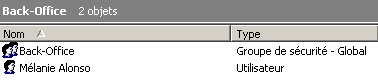 Back-Office 2 objets
Nom Type
Back-Office Groupe de sécurité - Global
Mélanie Alonso Utilisateur